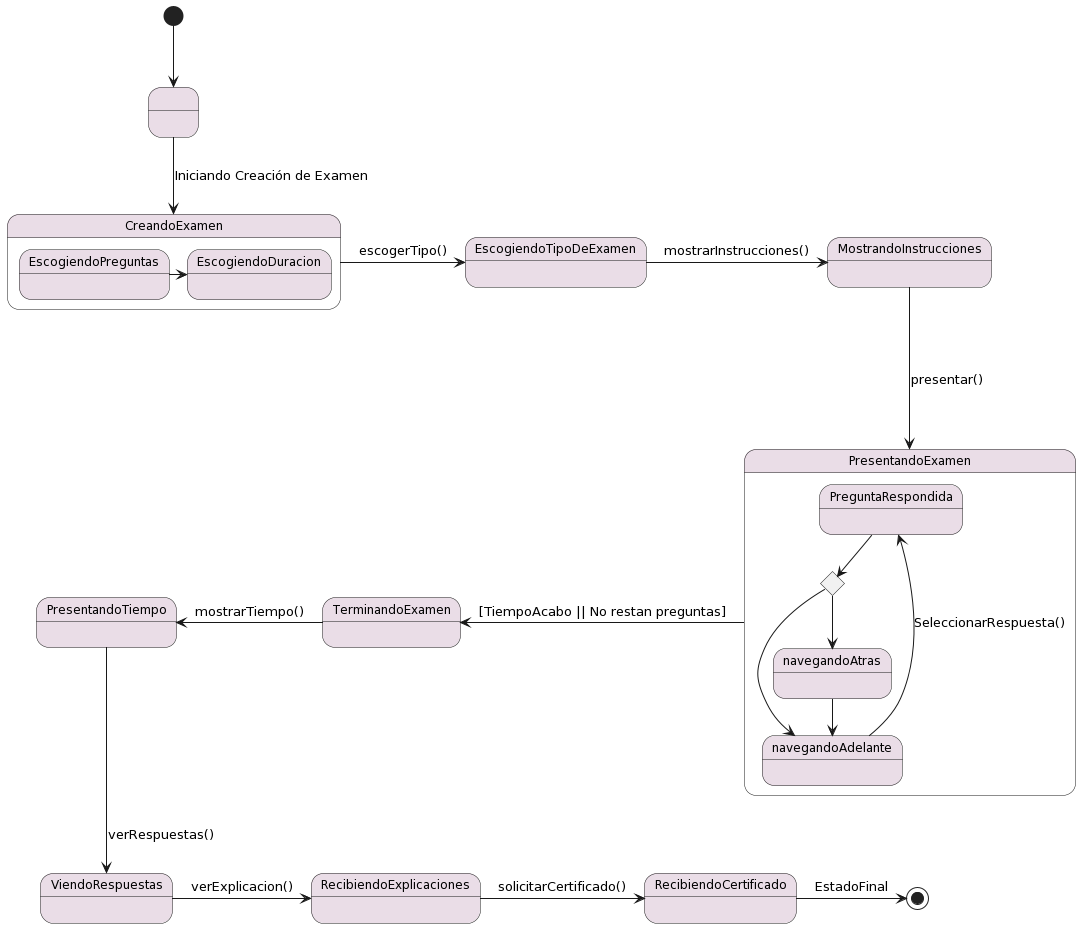 Iniciando Creación de Examen
CreandoExamen
EscogiendoPreguntas
EscogiendoDuracion
escogerTipo()
EscogiendoTipoDeExamen
mostrarInstrucciones()
MostrandoInstrucciones
presentar()
PresentandoExamen
PreguntaRespondida
SeleccionarRespuesta()
navegandoAtras
navegandoAdelante
[TiempoAcabo || No restan preguntas]
TerminandoExamen
mostrarTiempo()
PresentandoTiempo
verRespuestas()
ViendoRespuestas
verExplicacion()
RecibiendoExplicaciones
solicitarCertificado()
RecibiendoCertificado
EstadoFinal